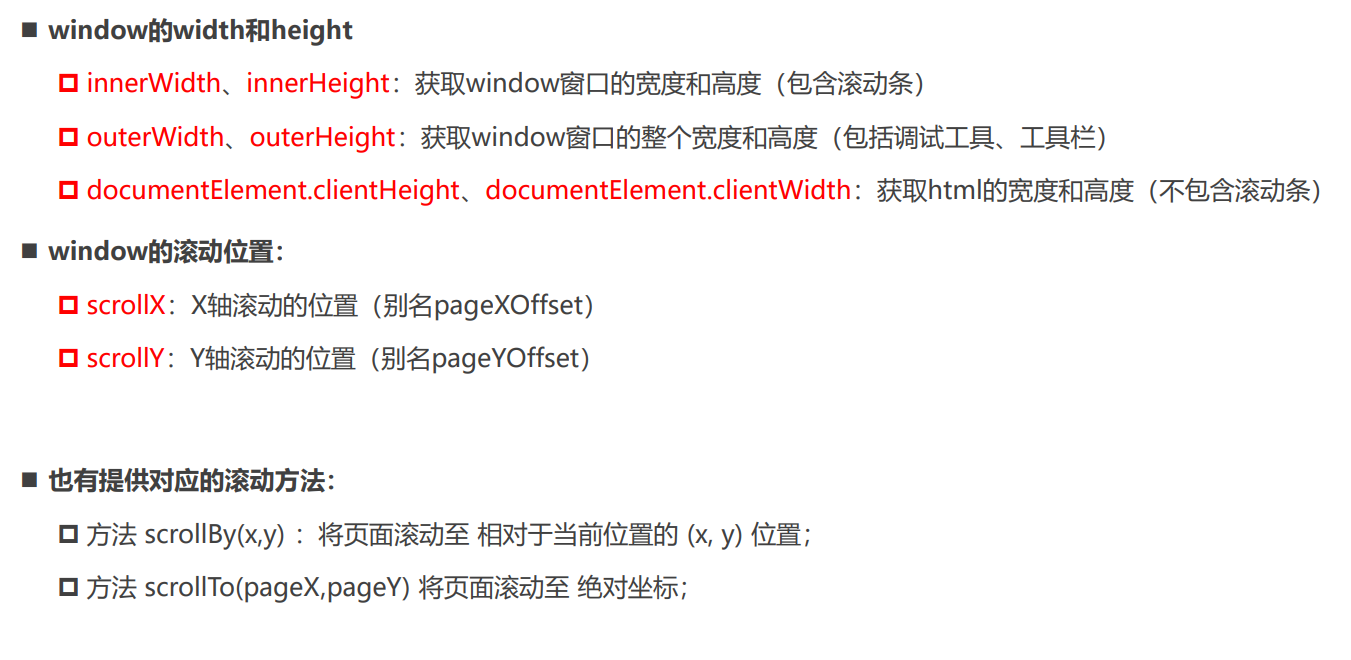 window的width和height
innerWidth、innerHeight：获取window窗口的宽度和高度（包含滚动条）
outerWidth、outerHeight：获取window窗口的整个宽度和高度（包括调试工具、工具栏）
documentElement.clientHeight、documentElement.clientWidth：获取html的宽度和高度（不包含滚动条）
window的滚动位置：
scrollX：X轴滚动的位置（别名pageXOffset）
scrollY：Y轴滚动的位置（别名pageYOffset）
也有提供对应的滚动方法：
方法 scrollBy(x,y) ：将页面滚动至 相对于当前位置的 (x, y) 位置；
方法 scrollTo(pageX,pageY) 将页面滚动至 绝对坐标；